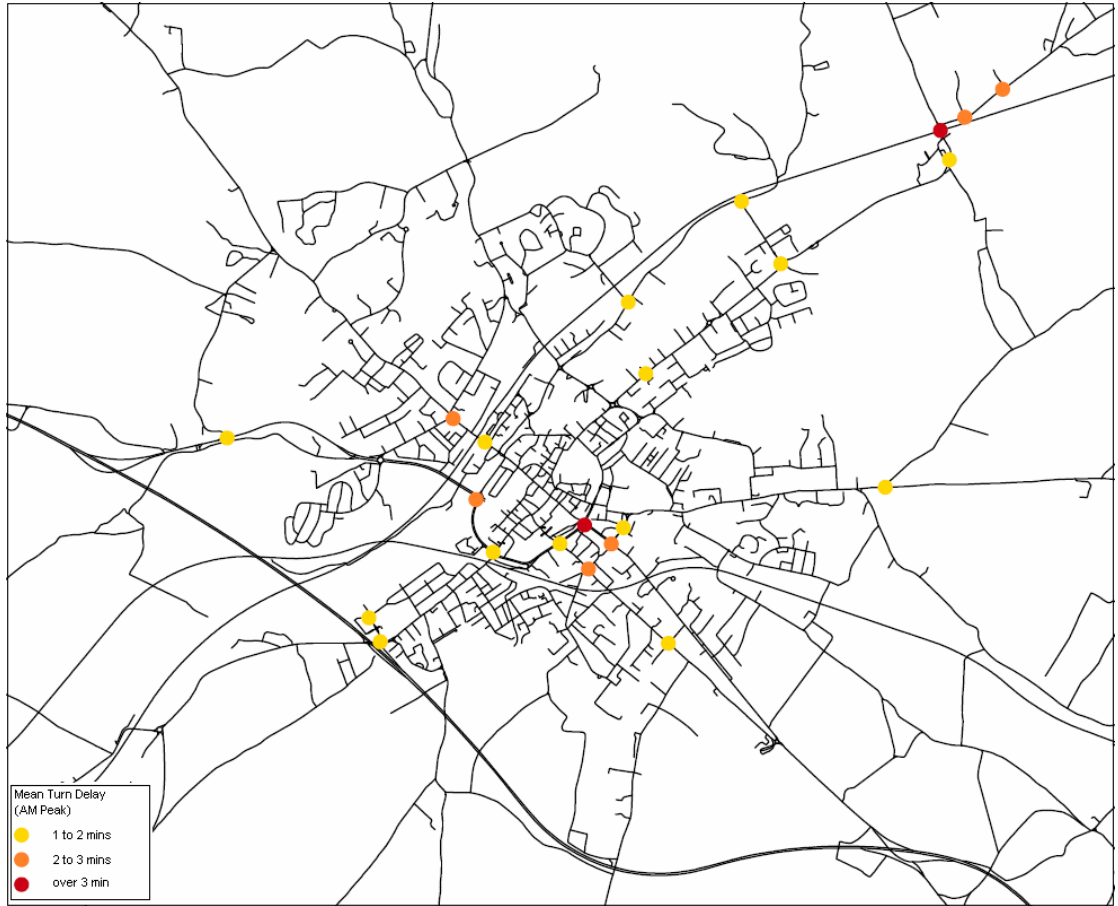 Mean Turn Delay
(AM Peak)
1 to 2 mins
2 to 3 mins
over 3 min